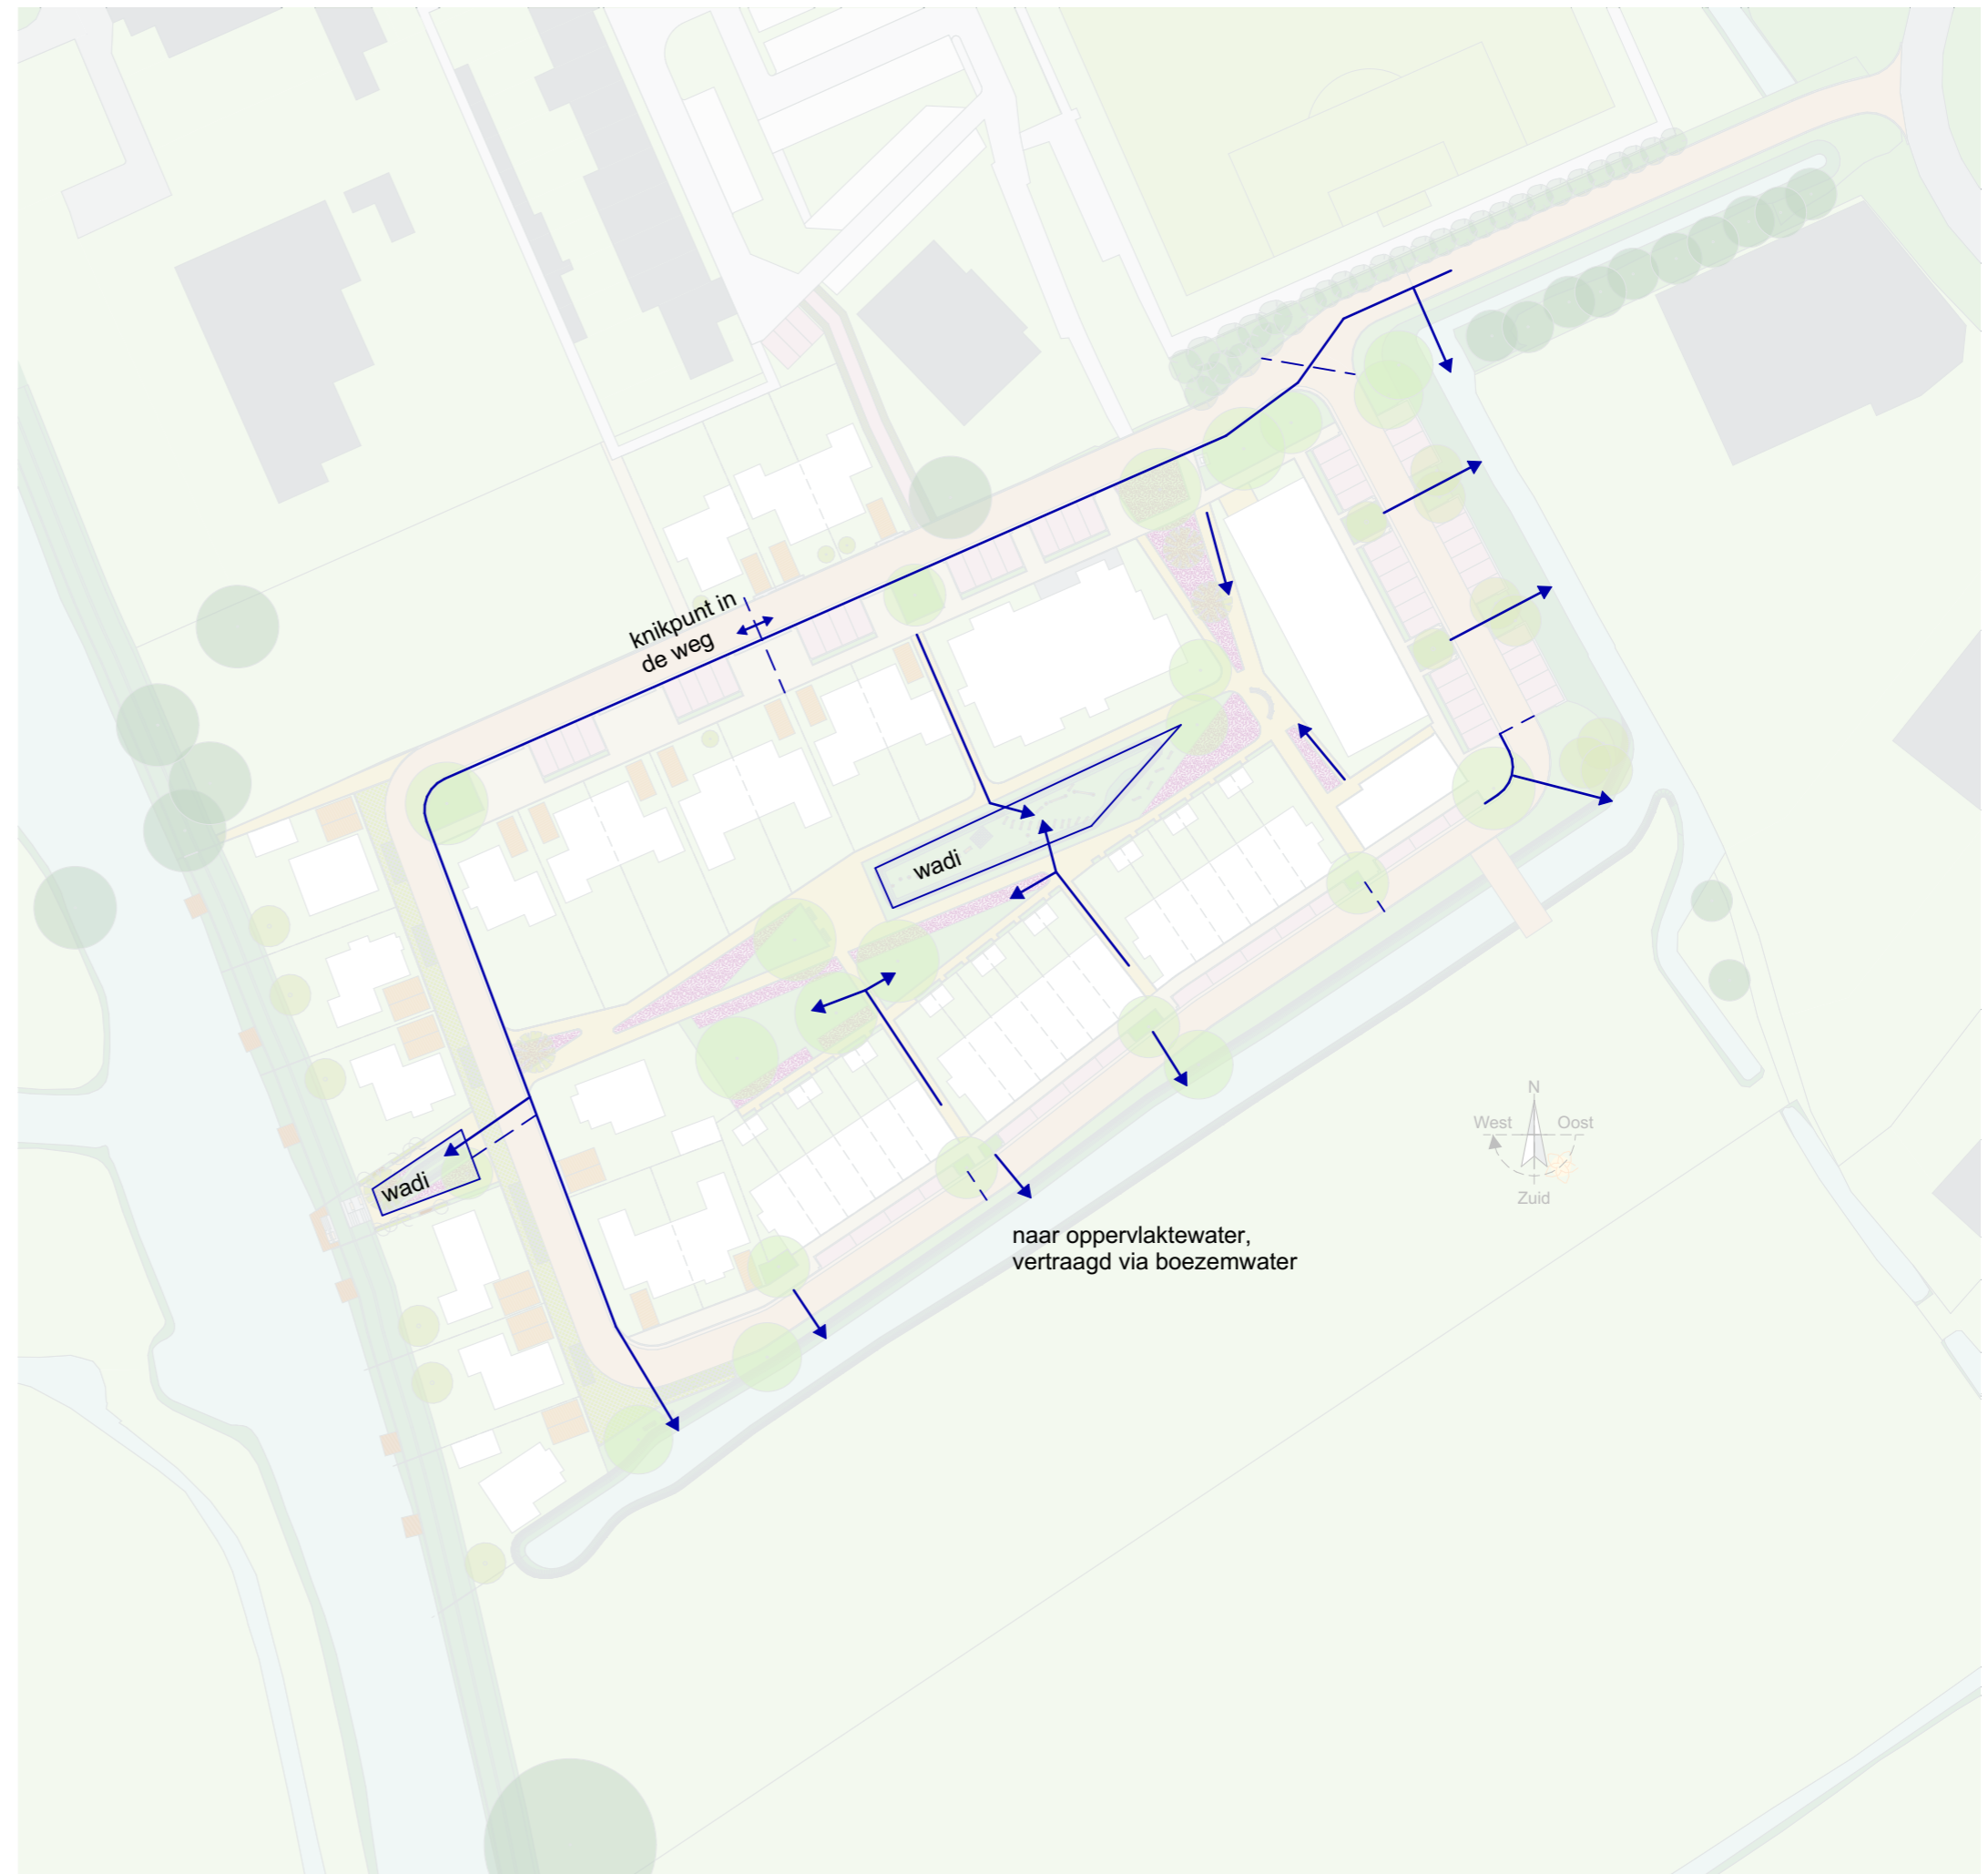 knikpunt in
de weg
wadi
wadi
N
West Oost
Zuid
naar oppervlaktewater,
vertraagd via boezemwater